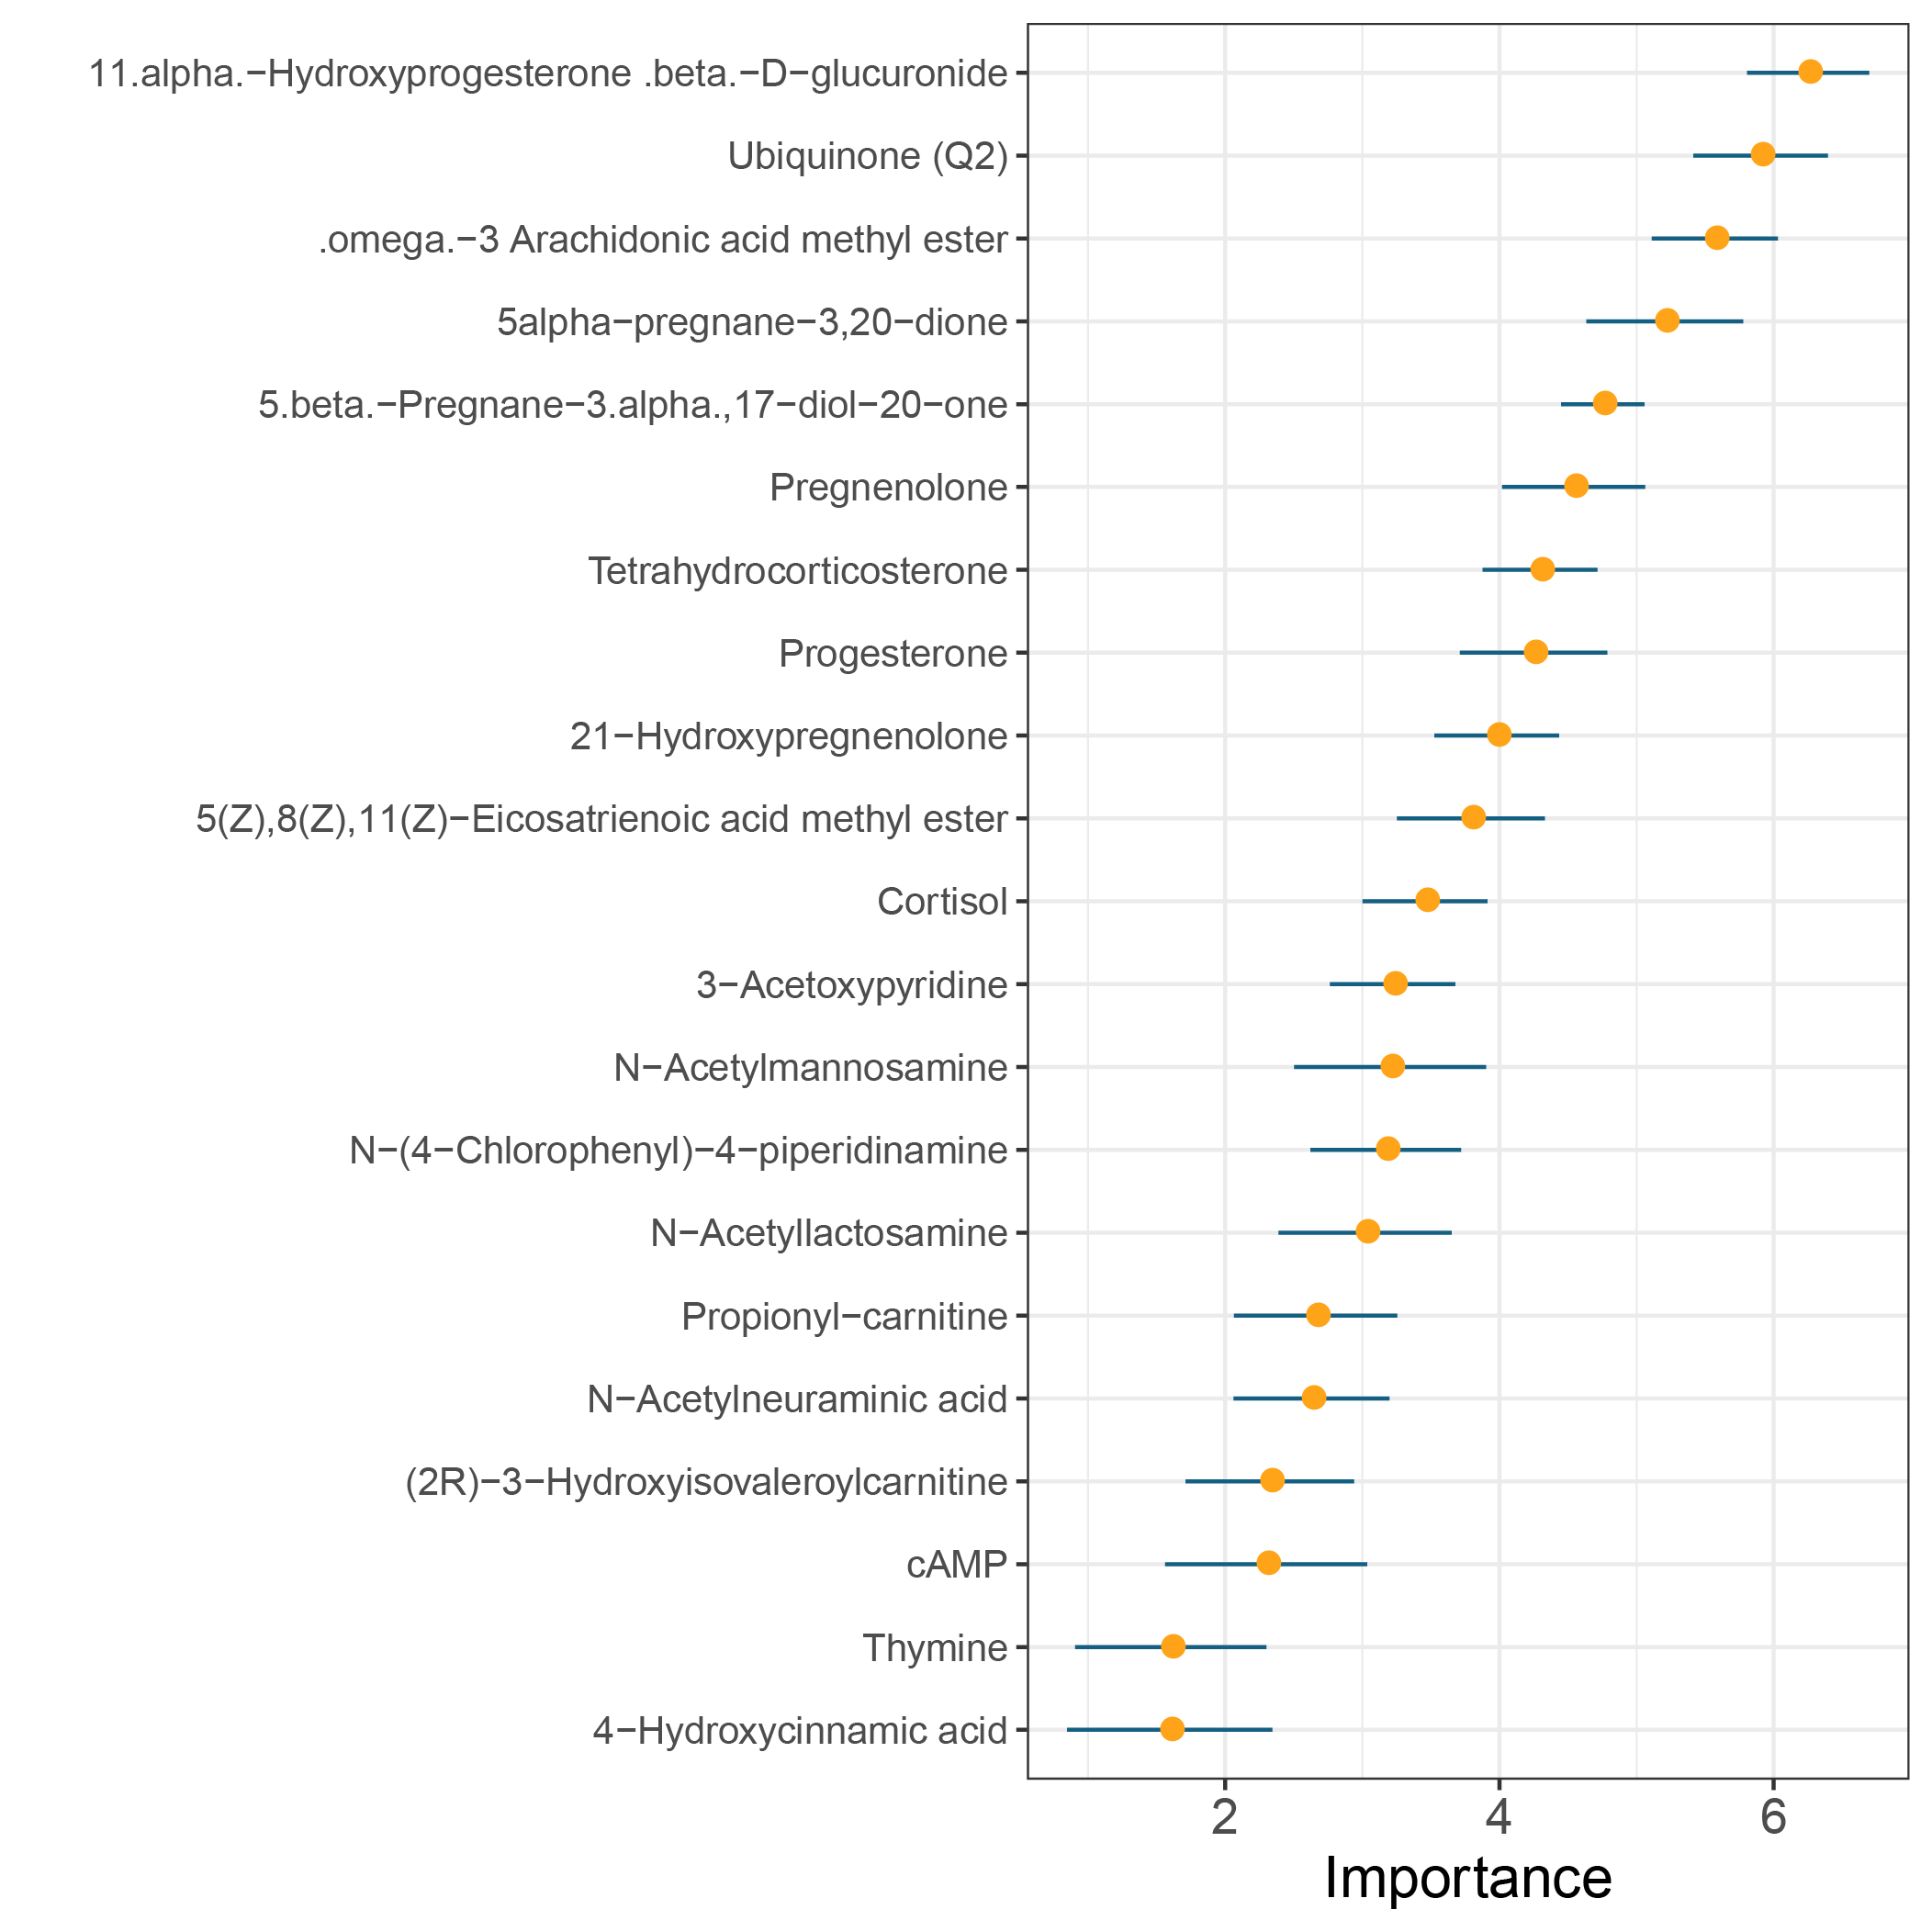 11.alpha.−Hydroxyprogesterone .beta.−D−glucuronide
Ubiquinone (Q2)
.omega.−3 Arachidonic acid methyl ester
5alpha−pregnane−3,20−dione
5.beta.−Pregnane−3.alpha.,17−diol−20−one
Pregnenolone
Tetrahydrocorticosterone
Progesterone
21−Hydroxypregnenolone
5(Z),8(Z),11(Z)−Eicosatrienoic acid methyl ester
Cortisol
3−Acetoxypyridine
N−Acetylmannosamine
N−(4−Chlorophenyl)−4−piperidinamine
N−Acetyllactosamine
Propionyl−carnitine
N−Acetylneuraminic acid
(2R)−3−Hydroxyisovaleroylcarnitine
cAMP
Thymine
4−Hydroxycinnamic acid
2 4 6
Importance